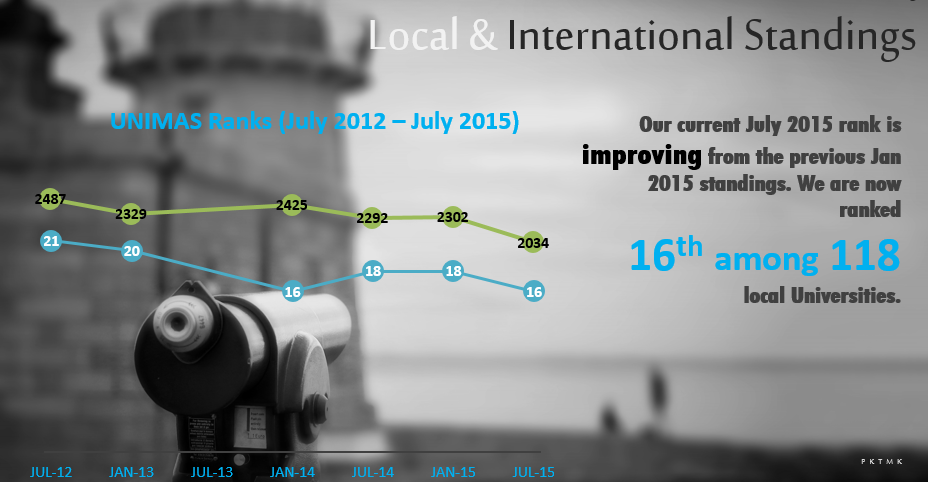 Local & International Standings
UNIMAS Ranks (July 2012 – July 2015)
2487
2329
2425
2292
2302
2034
21
20
16
18
18
16
JUL-12 JAN-13 JUL-13 JAN-14 JUL-14 JAN-15 JUL-15
Our current July 2015 rank is
improving from the previous Jan
2015 standings. We are now
ranked
16th among 118
local Universities.
PKTMK